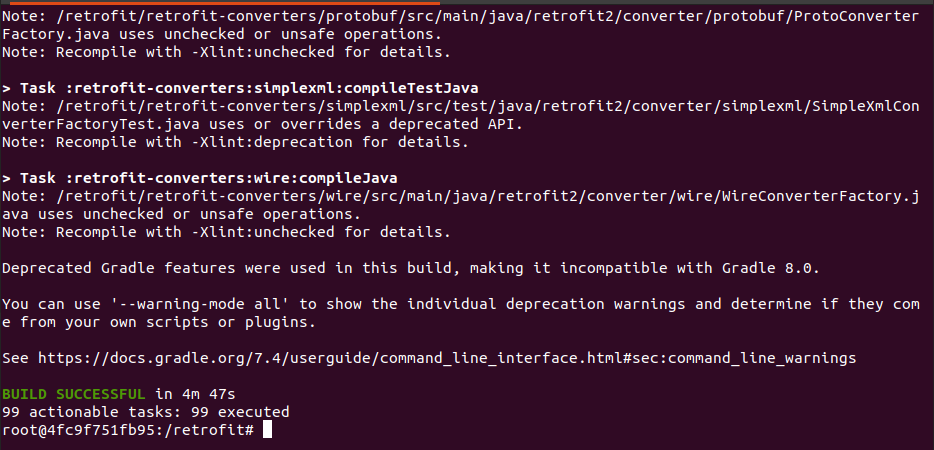 Note: /retrofit/retrofit-converters/protobuf/src/main/java/retrofit2/converter/protobuf/ProtoConverter
Factory.java uses unchecked or unsafe operations.
Note: Recompile with -Xlint:unchecked for details.
> Task :retrofit-converters:simplexml:compileTestJava
Note: /retrofit/retrofit-converters/simplexml/src/test/java/retrofit2/converter/simplexml/SimpleXmlCon
verterFactoryTest.java uses or overrides a deprecated API.
Note: Recompile with -Xlint:deprecation for details.
> Task :retrofit-converters:wire:compileJava
Note: /retrofit/retrofit-converters/wire/src/main/java/retrofit2/converter/wire/WireConverterFactory.j
ava uses unchecked or unsafe operations.
Note: Recompile with -Xlint:unchecked for details.
Deprecated Gradle features were used in this build, making it incompatible with Gradle 8.0.
You can use '--warning-mode all' to show the individual deprecation warnings and determine if they com
e from your own scripts or plugins.
See https://docs.gradle.org/7.4/userguide/command_line_interface.html#sec:command_line_warnings
BUILD SUCCESSFUL in 4m 47s
99 actionable tasks: 99 executed
root@4fc9f751fb95:/retrofit#